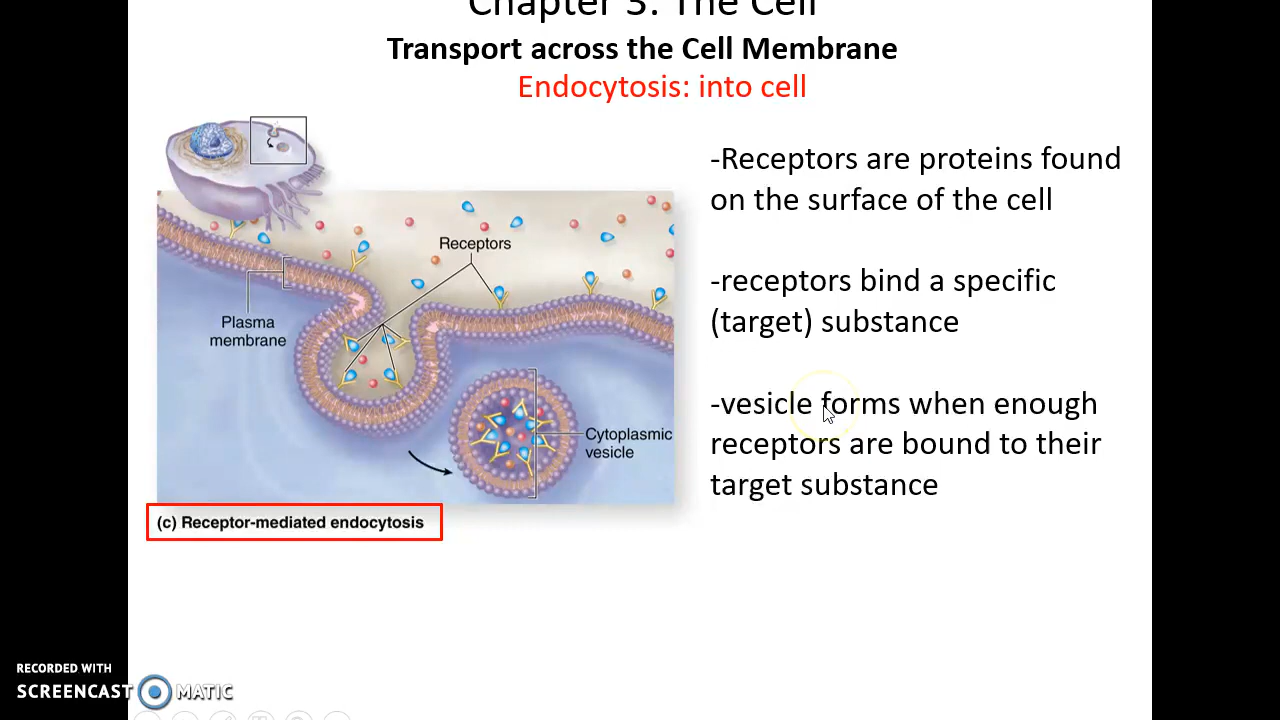 Chapter 3: The Cell
Transport across the Cell Membrane
Endocytosis: into cell
-Receptors are proteins found
on the surface of the cell
-receptors bind a specific
(target) substance
-vesicle forms when enough
receptors are bound to their
target substance
Receptors
Plasma
membrane
Cytoplasmic
vesicle
(c) Receptor-mediated endocytosis
RECORDED WITH
SCREENCAST MATIC